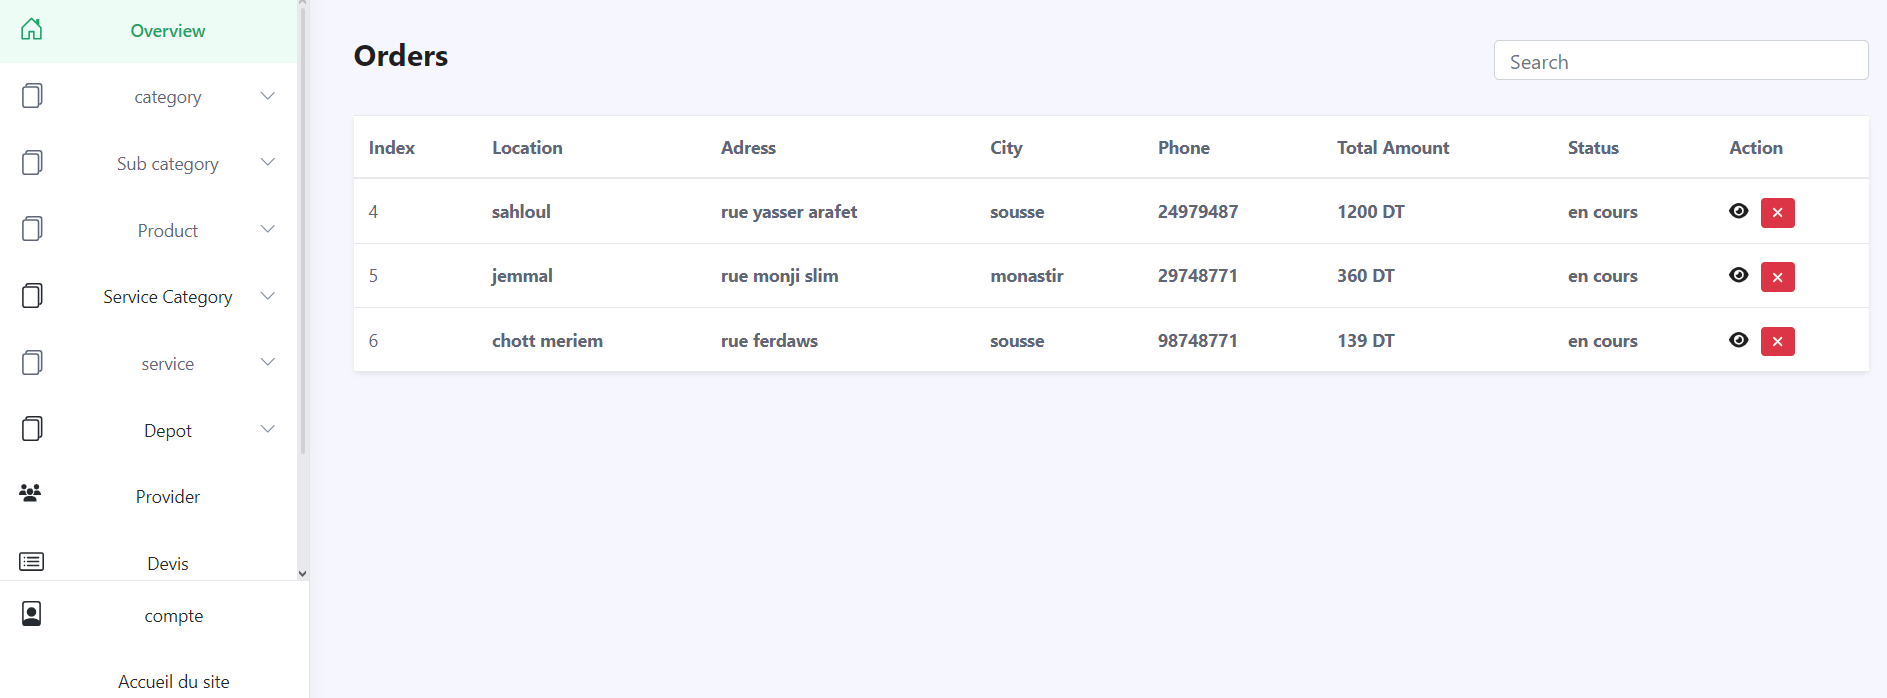 Overview
category
Sub category
Product
Service Category
service
Depot
Provider
Devis
compte
Accueil du site
Orders
Search
Index Location Adress City Phone Total Amount Status Action
4 sahloul rue yasser arafet sousse 24979487 1200 DT en cours
5 jemmal rue monji slim monastir 29748771 360 DT en cours
6 chott meriem rue ferdaws sousse 98748771 139 DT en cours